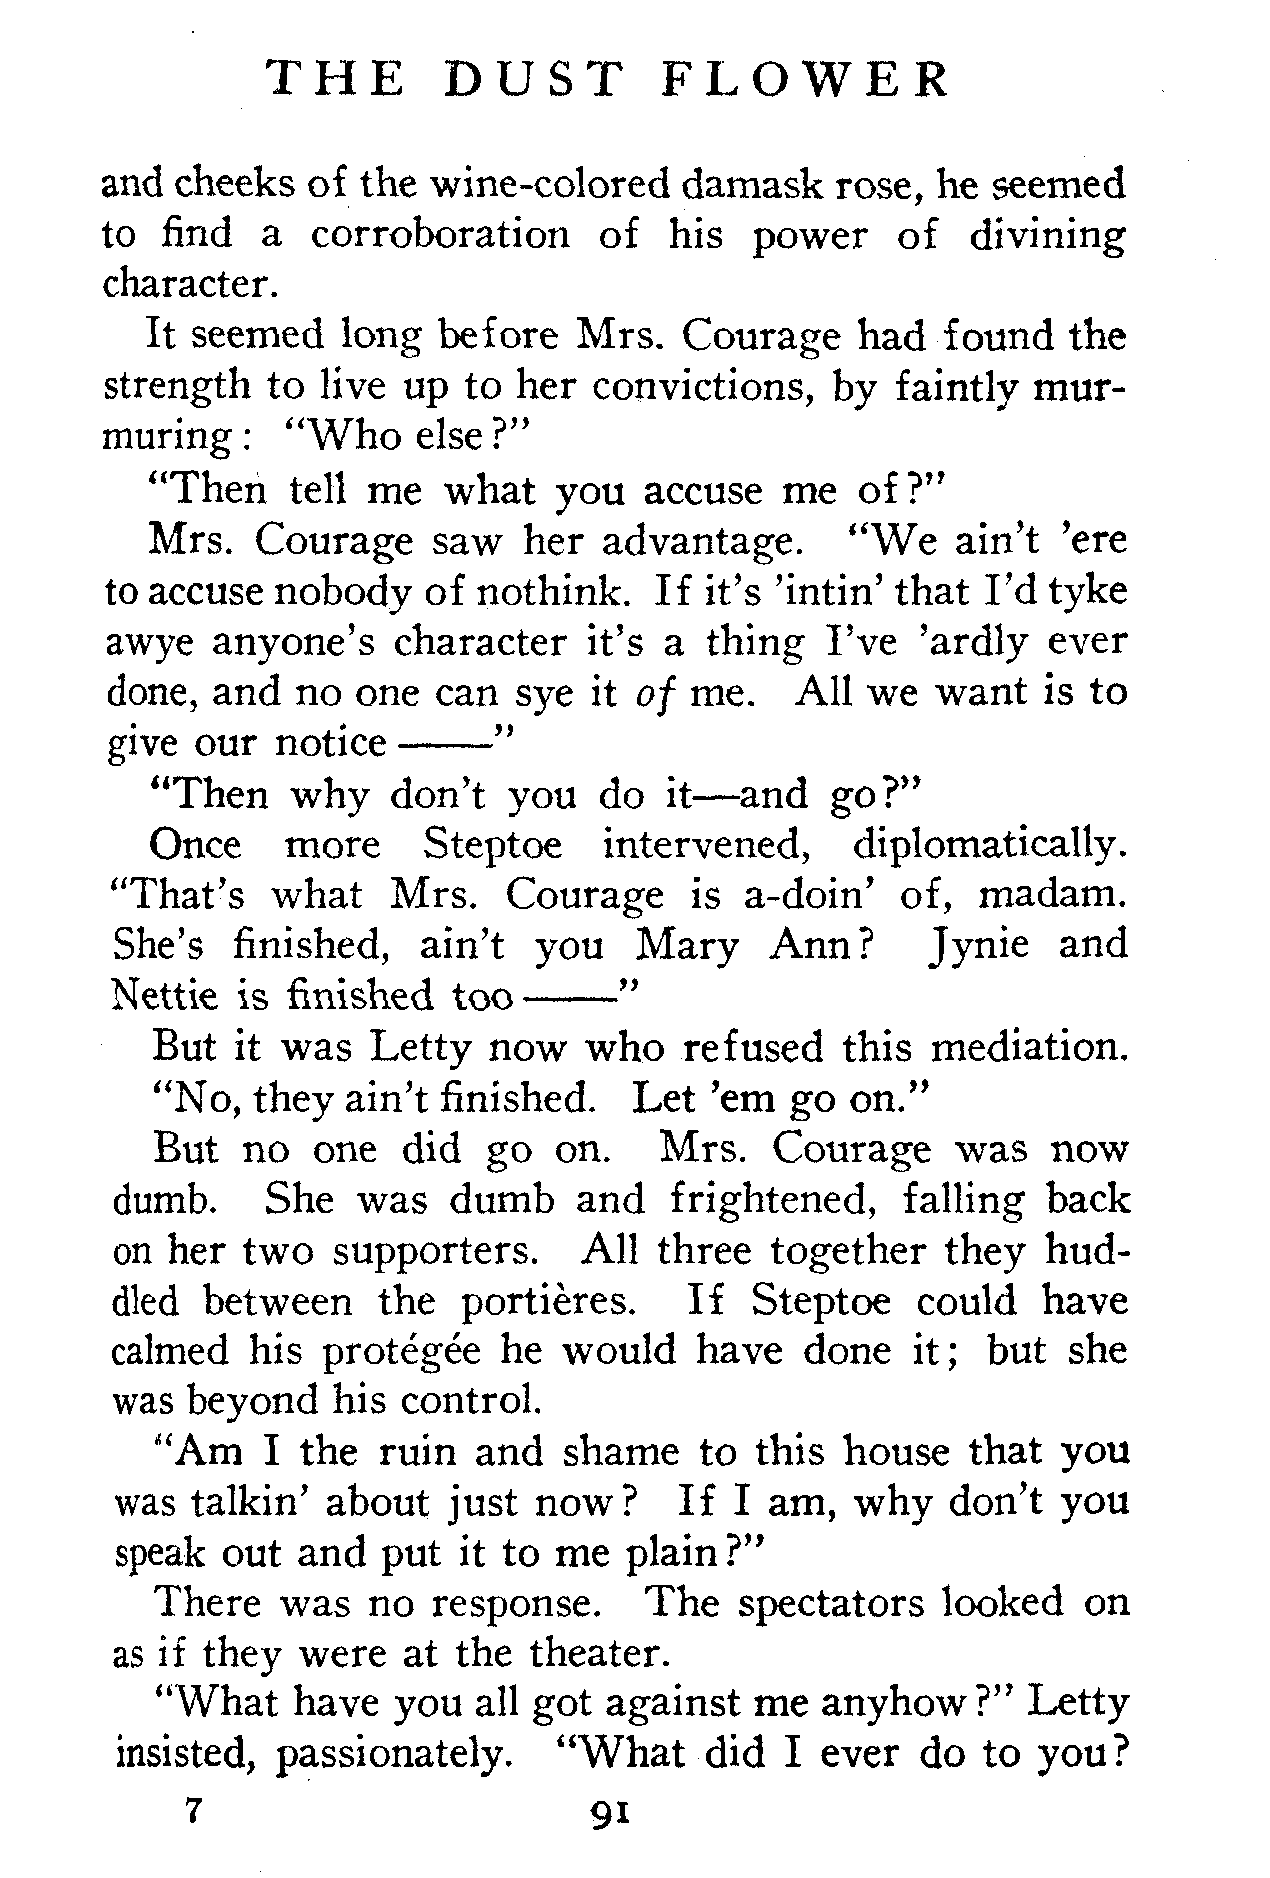 THE DUST FLOWER
and cheeks of the wine-colored damask rose, he seemed
to find a corroboration of his power of divining
character.
It seemed long before Mrs. Courage had found the
strength to live up to her convictions, by faintly mur-
muring: “Who else?”
“Then tell me what you accuse me of?”
Mrs. Courage saw her advantage. “We ain’t ’ere
to accuse nobody of nothink. If it’s ’intin’ that I’d tyke
awye anyone’s character it’s a thing I’ve ’ardly ever
done, and no one can sye it of me. All we want is to
give our notice——”
“Then why don’t you do it—and go?”
Once more Steptoe intervened, diplomatically.
“That’s what Mrs. Courage is a-doin’ of, madam.
She’s finished, ain’t you Mary Ann? Jynie and
Nettie is finished too——”
But it was Letty now who refused this mediation.
“No, they ain’t finished. Let ’em go on.”
But no one did go on. Mrs. Courage was now
dumb. She was dumb and frightened, falling back
on her two supporters. All three together they hud-
dled between the portières. If Steptoe could have
calmed his protégée he would have done it; but she
was beyond his control.
“Am I the ruin and shame to this house that you
was talkin’ about just now? If I am, why don’t you
speak out and put it to me plain?”
There was no response. The spectators looked on
as if they were at the theater.
“What have you all got against me anyhow?” Letty
insisted, passionately. “What did I ever do to you?
7 91